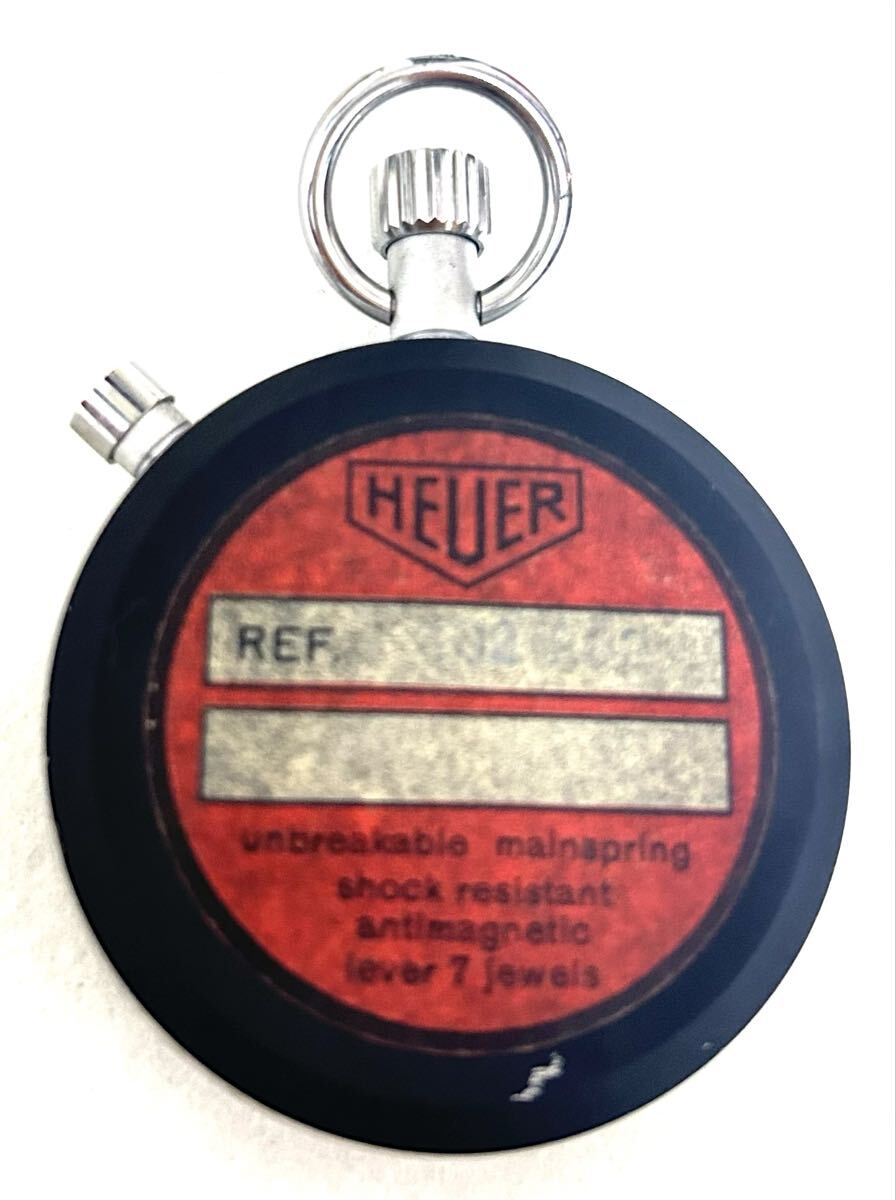 HEUER
REF.
unbreakable mainspring
shock resistant
antimagnetic
lever 7 jewels